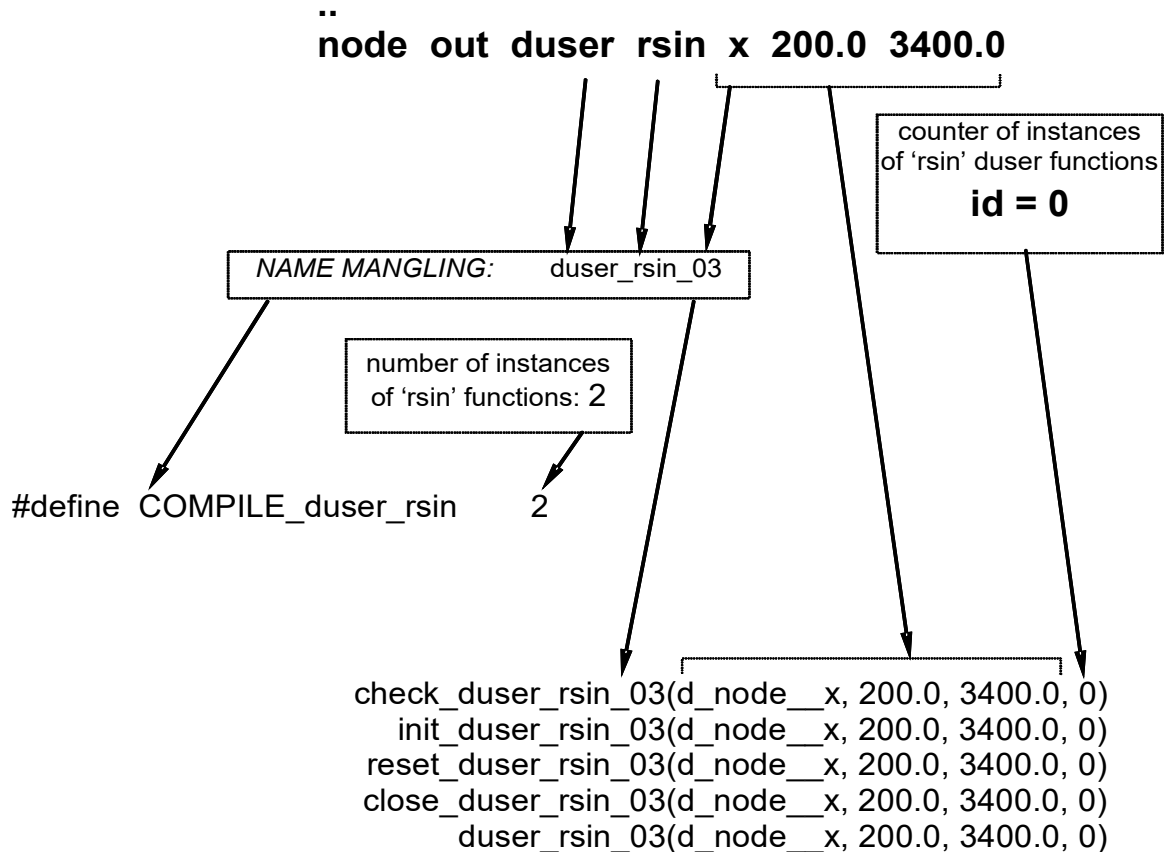 ..
node out duser rsin x 200.0 3400.0
counter of instances
of ‘rsin’ duser functions
id = 0
NAME MANGLING: duser_rsin_03
number of instances
of ‘rsin’ functions: 2
#define COMPILE_duser_rsin 2
check_duser_rsin_03(d_node__x, 200.0, 3400.0, 0)
init_duser_rsin_03(d_node__x, 200.0, 3400.0, 0)
reset_duser_rsin_03(d_node__x, 200.0, 3400.0, 0)
close_duser_rsin_03(d_node__x, 200.0, 3400.0, 0)
duser_rsin_03(d_node__x, 200.0, 3400.0, 0)